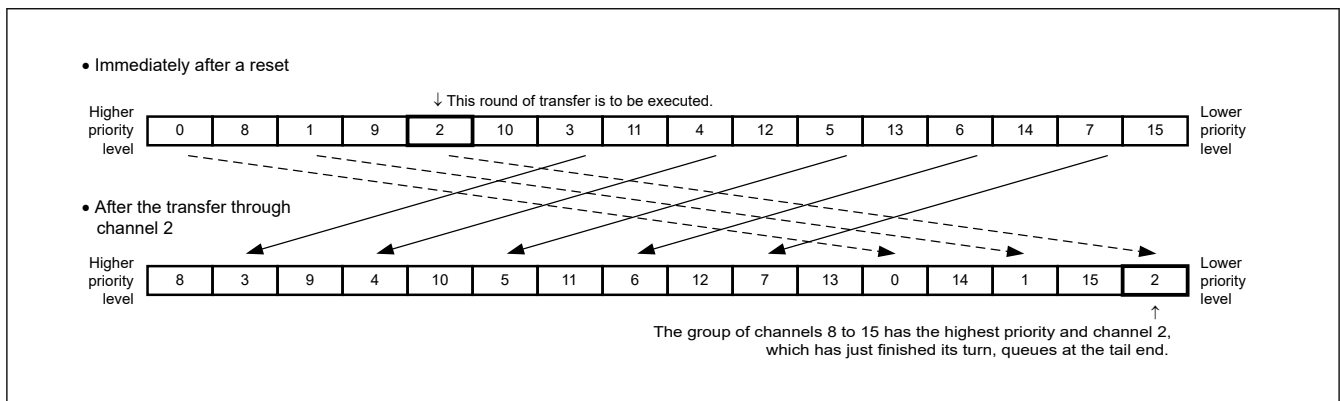 • Immediately after a reset
↓ This round of transfer is to be executed.
Higher
priority
level
0 8 1 9 2 10 3 11 4 12 5 13 6 14 7 15
Lower
priority
level
• After the transfer through
channel 2
Higher
priority
level
8 3 9 4 10 5 11 6 12 7 13 0 14 1 15 2
Lower
priority
level
↑
The group of channels 8 to 15 has the highest priority and channel 2,
which has just finished its turn, queues at the tail end.